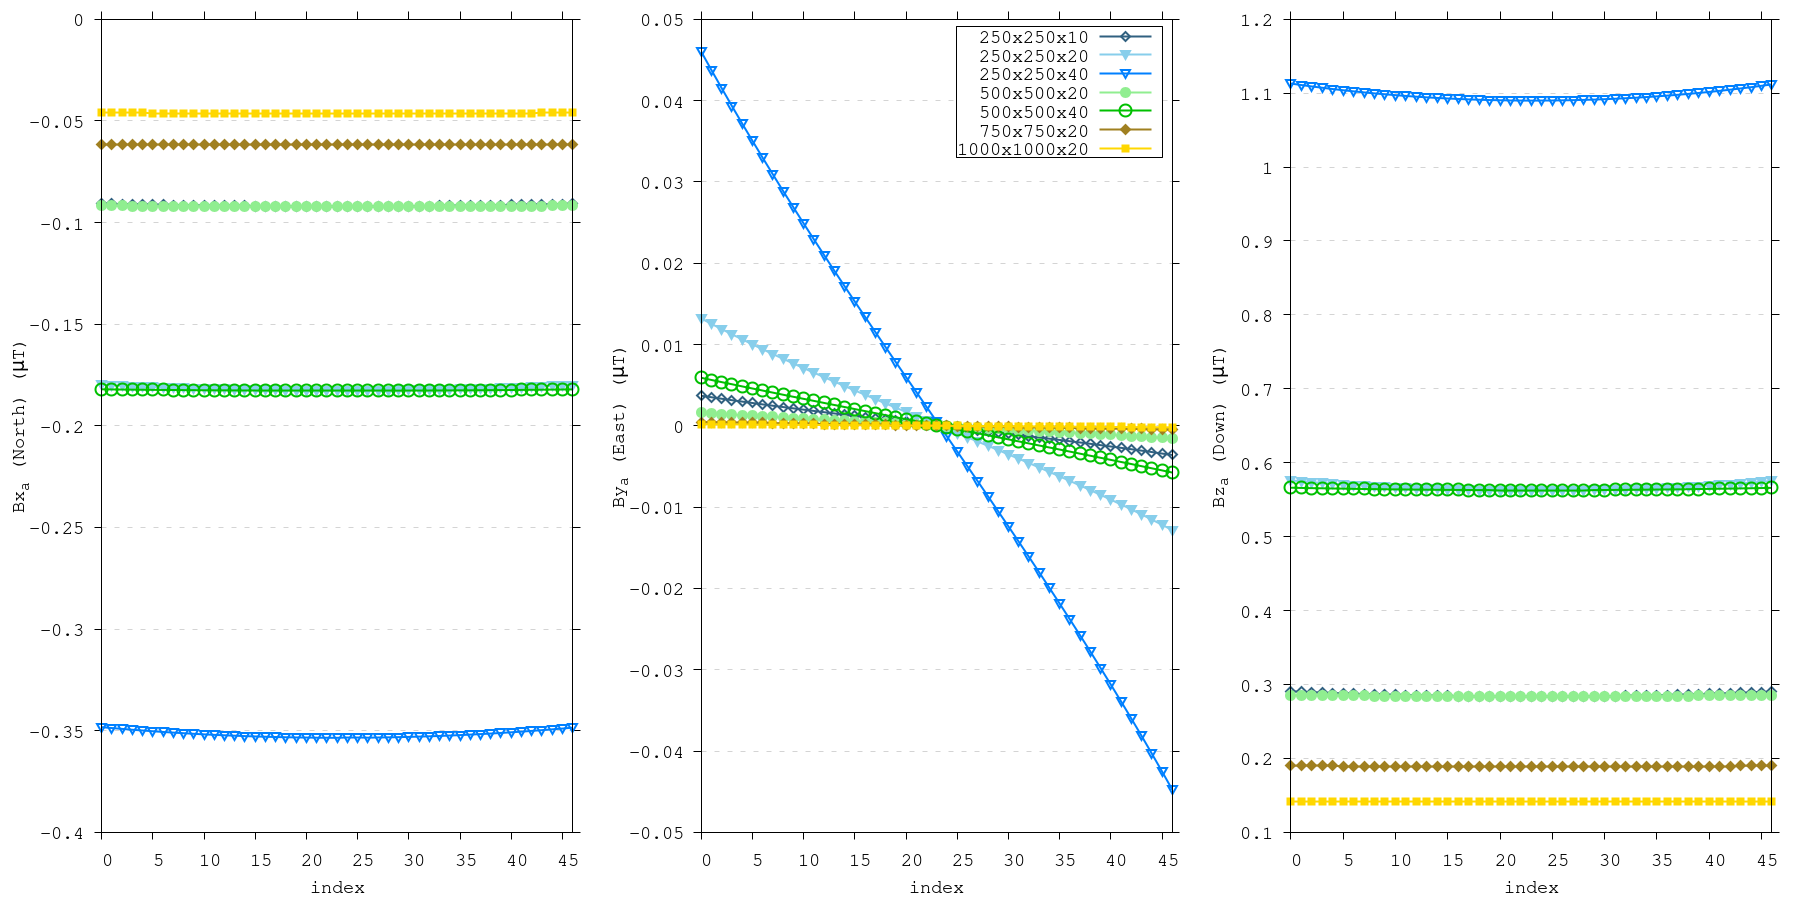 0
-0.05
-0.1
-0.15
-0.2
-0.25
-0.3
-0.35
-0.4
0 5 10 15 20 25 30 35 40 45
index
Bxa (North) (μT)
0.05
0.04
0.03
0.02
0.01
0
-0.01
-0.02
-0.03
-0.04
-0.05
0 5 10 15 20 25 30 35 40 45
index
Bya (East) (μT)
250x250x10
250x250x20
250x250x40
500x500x20
500x500x40
750x750x20
1000x1000x20
1.2
1.1
1
0.9
0.8
0.7
0.6
0.5
0.4
0.3
0.2
0.1
0 5 10 15 20 25 30 35 40 45
index
Bza (Down) (μT)